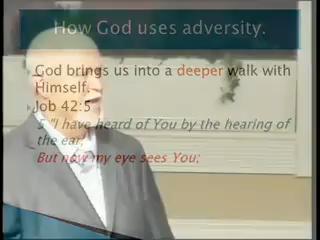 How God uses adversity.
God brings us into a deeper walk with
Himself.
Job 42:5
5 "I have heard of You by the hearing of
the ear;
But now my eye sees You;